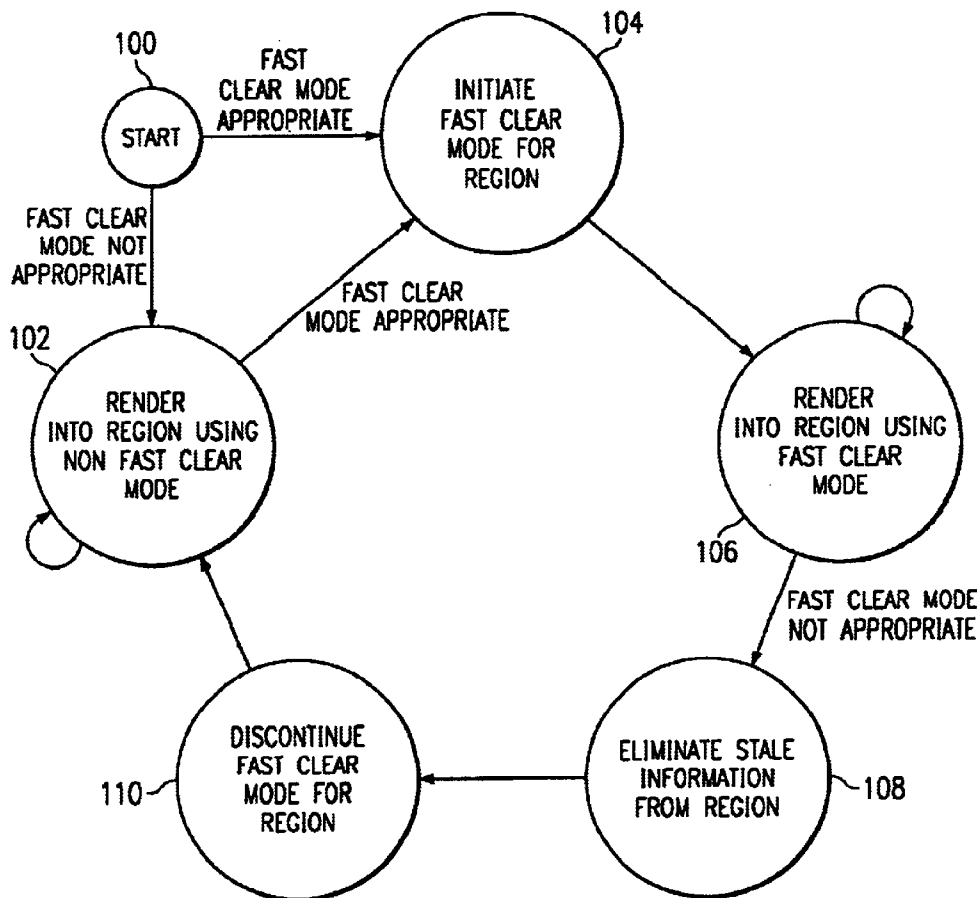 100
START
FAST
CLEAR MODE
APPROPRIATE
104
INITIATE
FAST CLEAR
MODE FOR
REGION
FAST CLEAR
MODE NOT
APPROPRIATE
FAST CLEAR
MODE APPROPRIATE
102
RENDER
INTO REGION USING
NON FAST CLEAR
MODE
RENDER
INTO REGION USING
FAST CLEAR
MODE
106
FAST CLEAR MODE
NOT APPROPRIATE
ELIMINATE STALE
INFORMATION
FROM REGION
108
DISCONTINUE
FAST CLEAR
MODE FOR
REGION
110